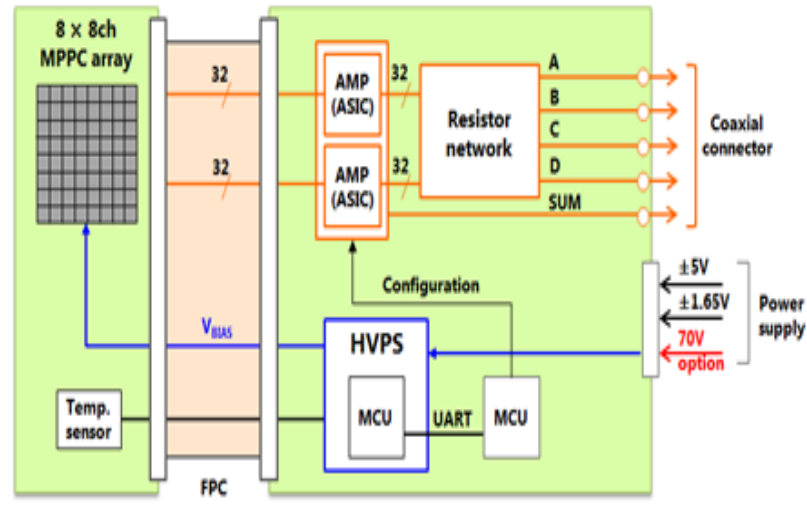 8 × 8ch
MPPC array
32
32
AMP
(ASIC)
32
AMP
(ASIC)
32
Resistor
network
A
B
C
D
SUM
Coaxial
connector
Configuration
±5V
±1.65V
70V
option
Power
supply
VBIAS
HVPS
MCU
UART
MCU
Temp.
sensor
FPC